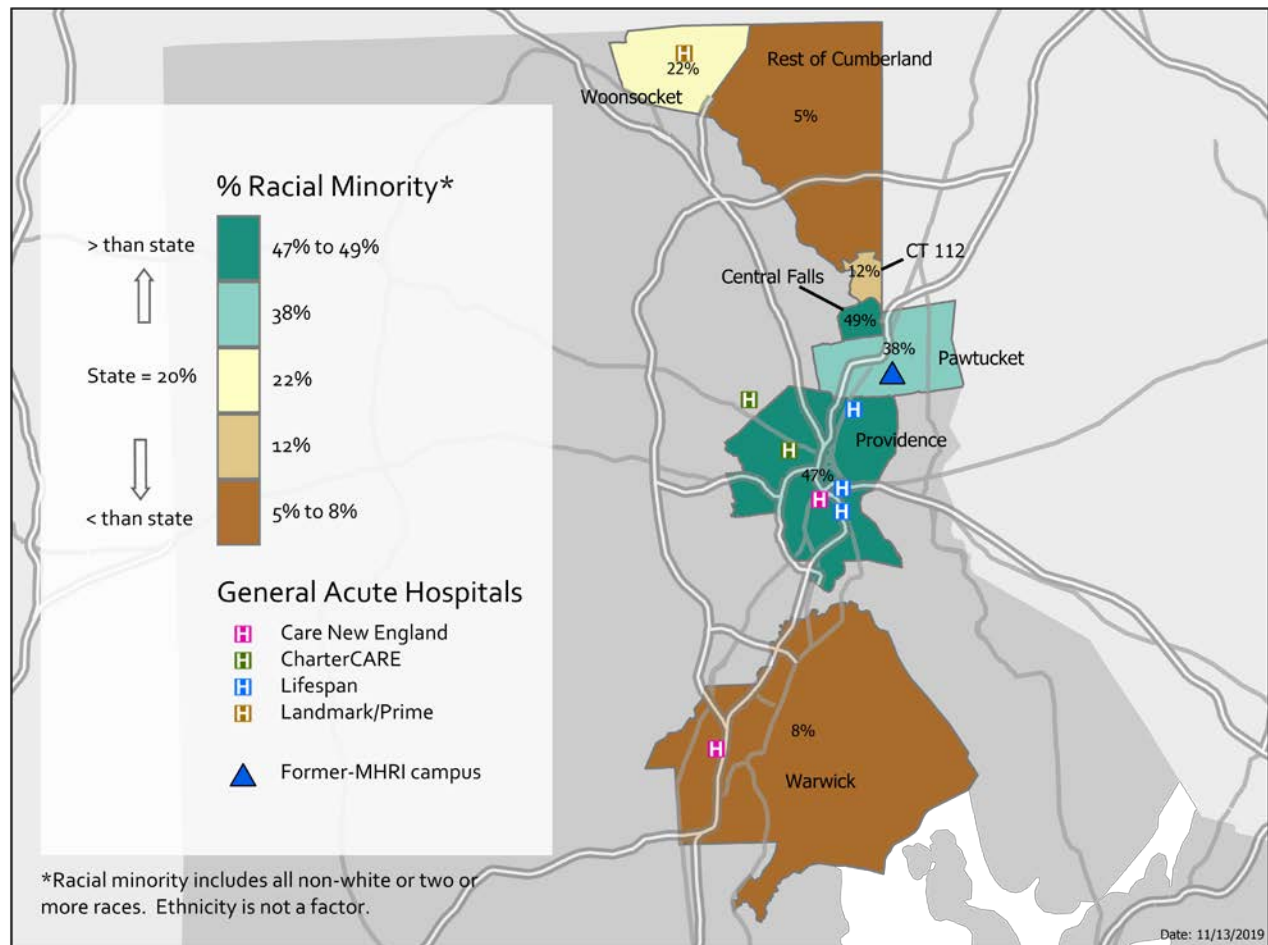 Rest of Cumberland
22%
Woonsocket
5%
CT 112
12%
Central Falls
49%
38%
Pawtucket
Providence
47%
8%
Warwick
% Racial Minority*
> than state
47% to 49%
38%
State = 20%
22%
12%
< than state
5% to 8%
General Acute Hospitals
H Care New England
H CharterCARE
H Lifespan
H Landmark/Prime
Former-MHRI campus
H
H
H
H
H
H
H
H
*Racial minority includes all non-white or two or
more races. Ethnicity is not a factor.
Date: 11/13/2019